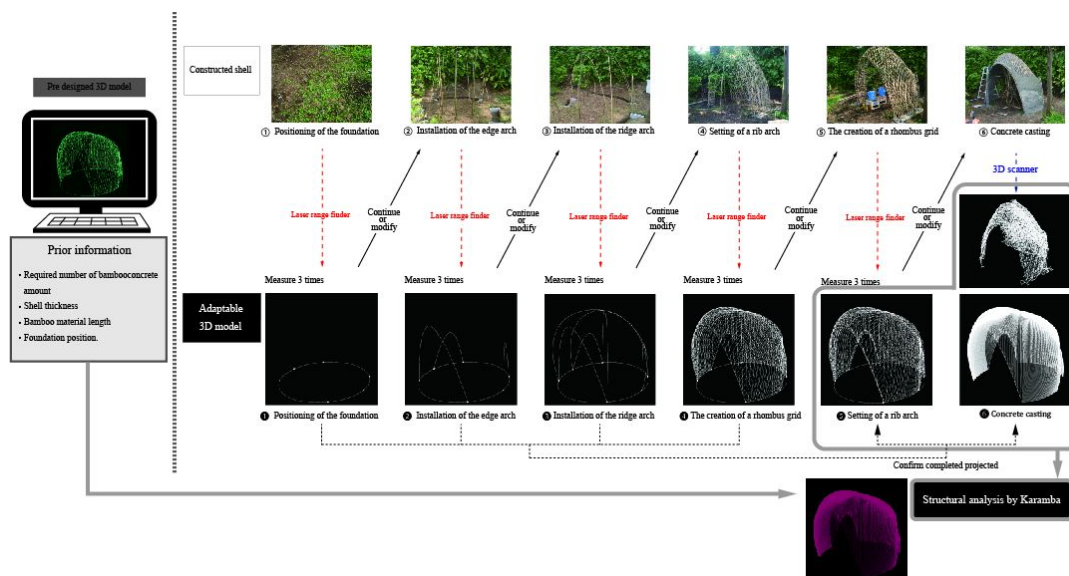 Pre designed 3D model
Prior information
・Required number of bambooconcrete
amount
・Shell thickness
・Bamboo material length
・Foundation position.
Constructed shell
① Positioning of the foundation
② Installation of the edge arch
③ Installation of the ridge arch
④ Setting of a rib arch
⑤ The creation of a rhombus grid
⑥ Concrete casting
Laser range finder
Continue
or
modify
Laser range finder
Continue
or
modify
Laser range finder
Continue
or
modify
Laser range finder
Continue
or
modify
Laser range finder
Continue
or
modify
3D scanner
Adaptable
3D model
Measure 3 times
Measure 3 times
Measure 3 times
Measure 3 times
Measure 3 times
❶ Positioning of the foundation
❷ Installation of the edge arch
❸ Installation of the ridge arch
❹ The creation of a rhombus grid
❺ Setting of a rib arch
❻ Concrete casting
Confirm completed projected
Structural analysis by Karamba